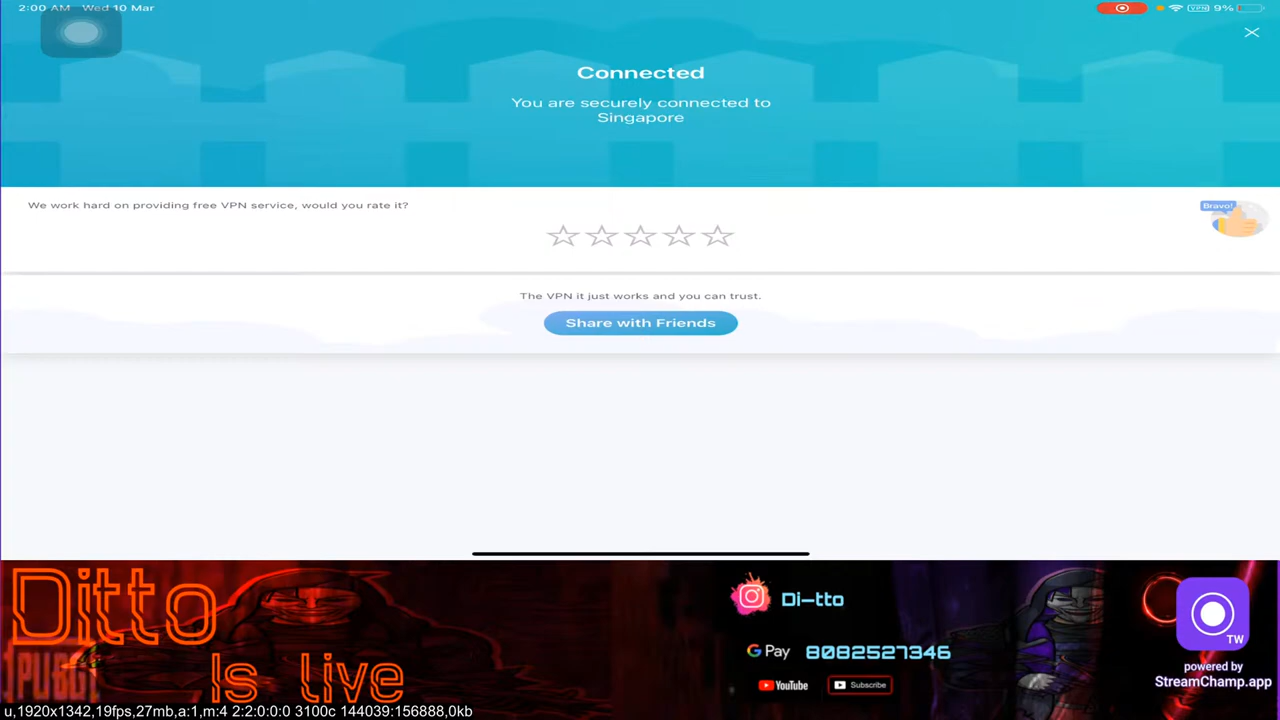 2:00 AM Wed 10 Mar
VPN 9%
Connected
You are securely connected to
Singapore
We work hard on providing free VPN service, would you rate it?
Bravo!
The VPN it just works and you can trust.
Share with Friends
Ditto
Is live
PUBG
Di-tto
G Pay 8082527346
YouTube Subscribe
TW
powered by
StreamChamp.app
u,1920x1342,19fps,27mb,a:1,m:4 2:2:0:0:0 3100c 144039:156888,0kb